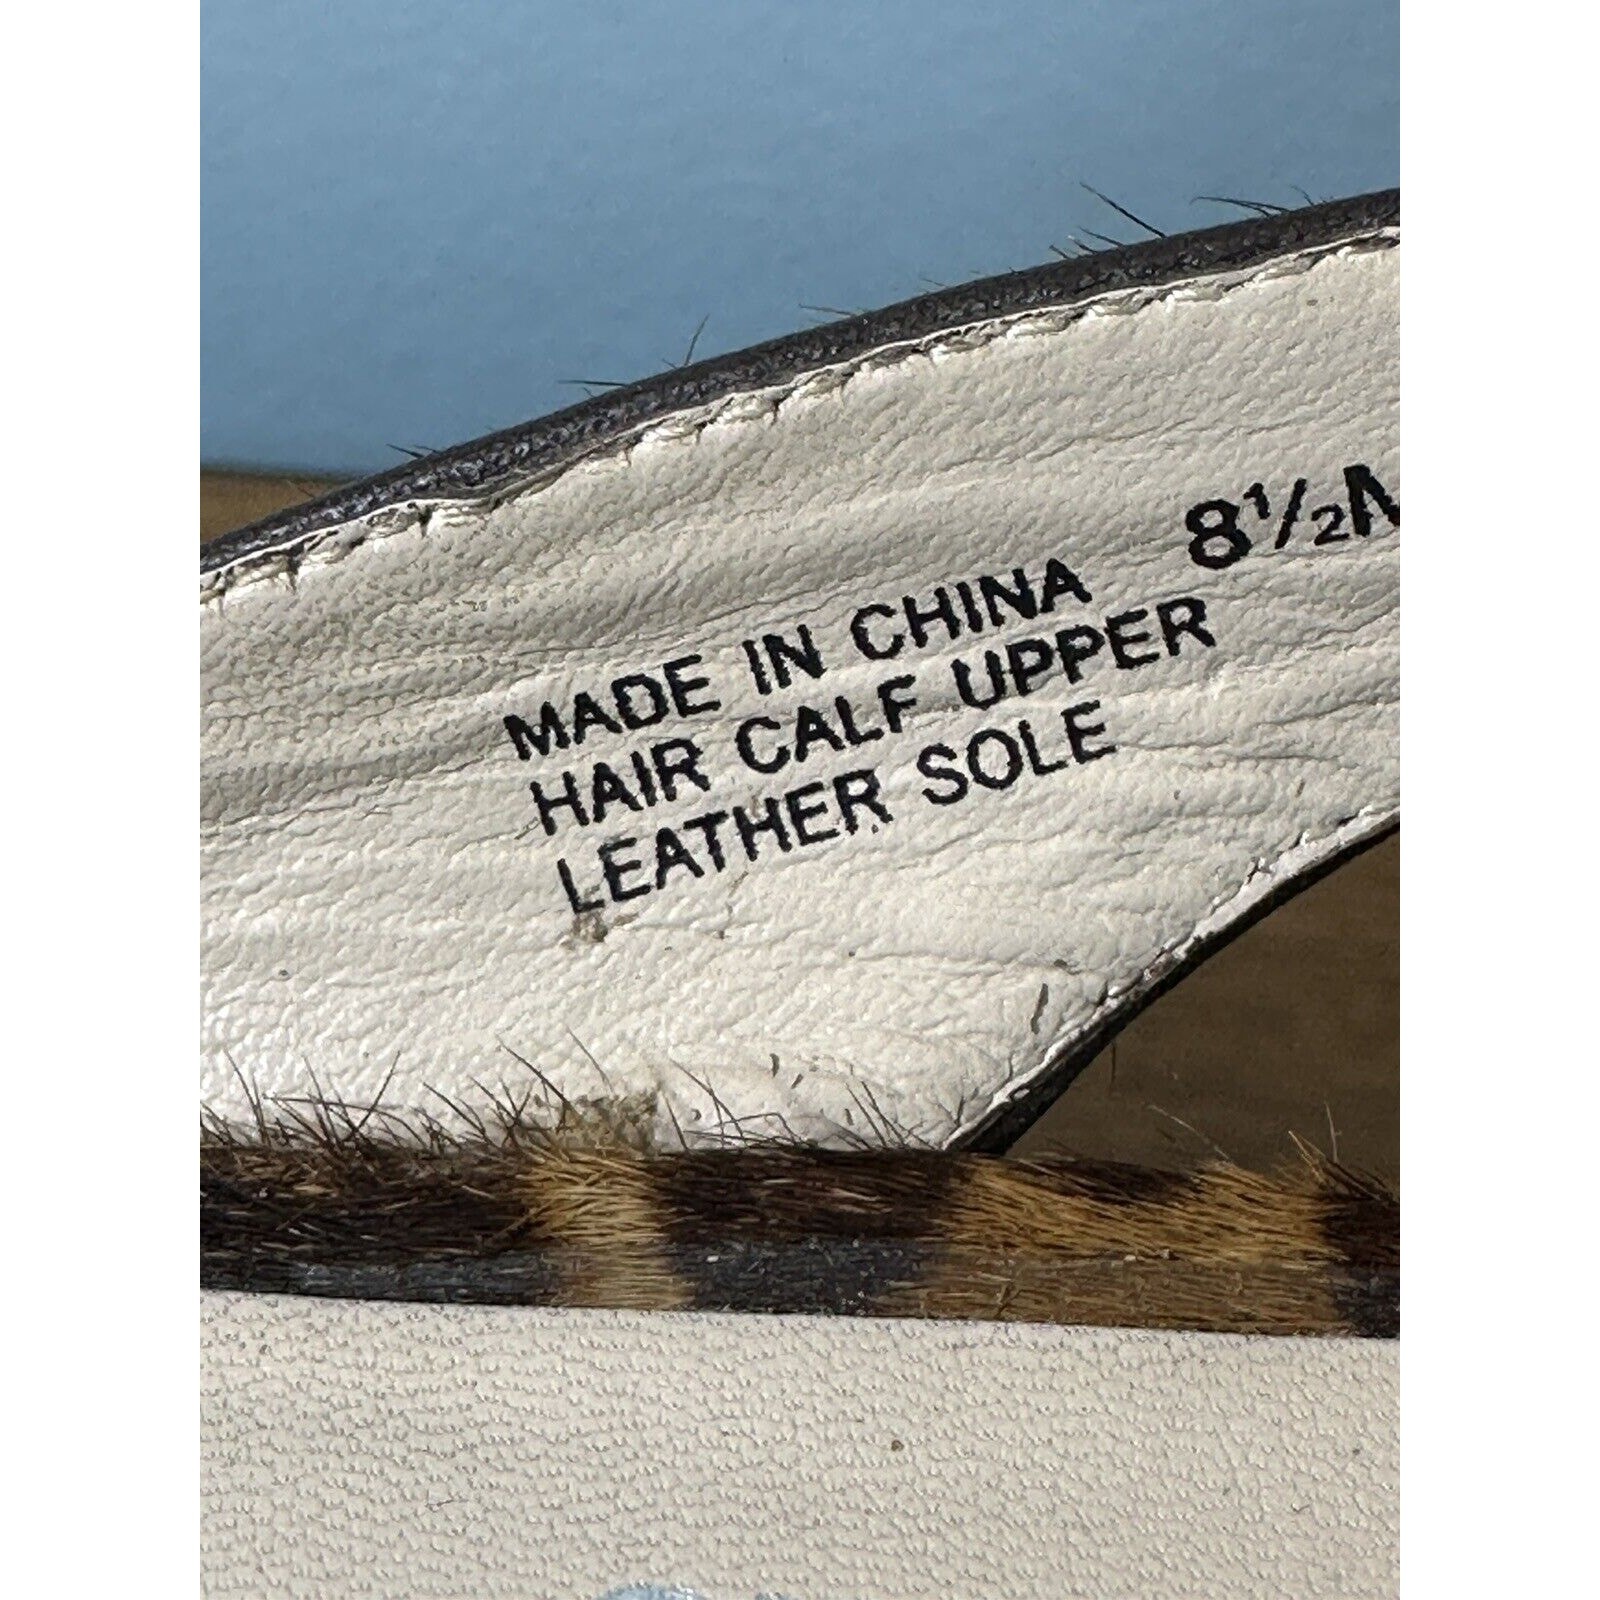 8½M
MADE IN CHINA
HAIR CALF UPPER
LEATHER SOLE